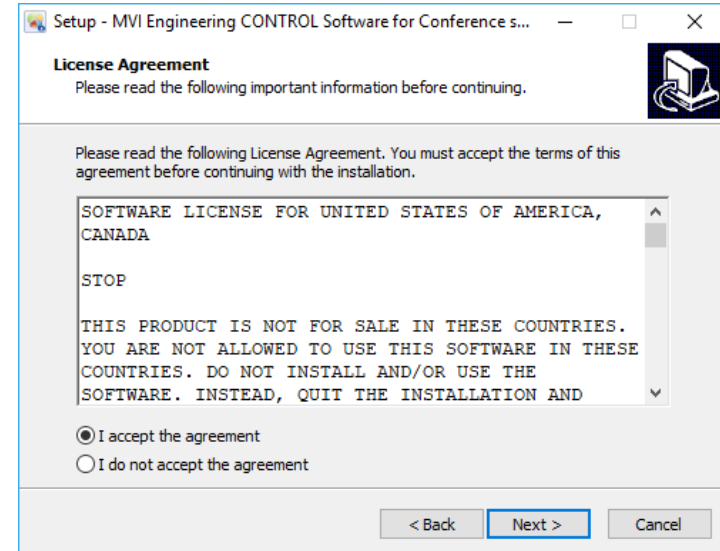 Setup - MVI Engineering CONTROL Software for Conference s...
License Agreement
Please read the following important information before continuing.
Please read the following License Agreement. You must accept the terms of this
agreement before continuing with the installation.
SOFTWARE LICENSE FOR UNITED STATES OF AMERICA,
CANADA
STOP
THIS PRODUCT IS NOT FOR SALE IN THESE COUNTRIES.
YOU ARE NOT ALLOWED TO USE THIS SOFTWARE IN THESE
COUNTRIES. DO NOT INSTALL AND/OR USE THE
SOFTWARE. INSTEAD, QUIT THE INSTALLATION AND
I accept the agreement
I do not accept the agreement
< Back Next > Cancel